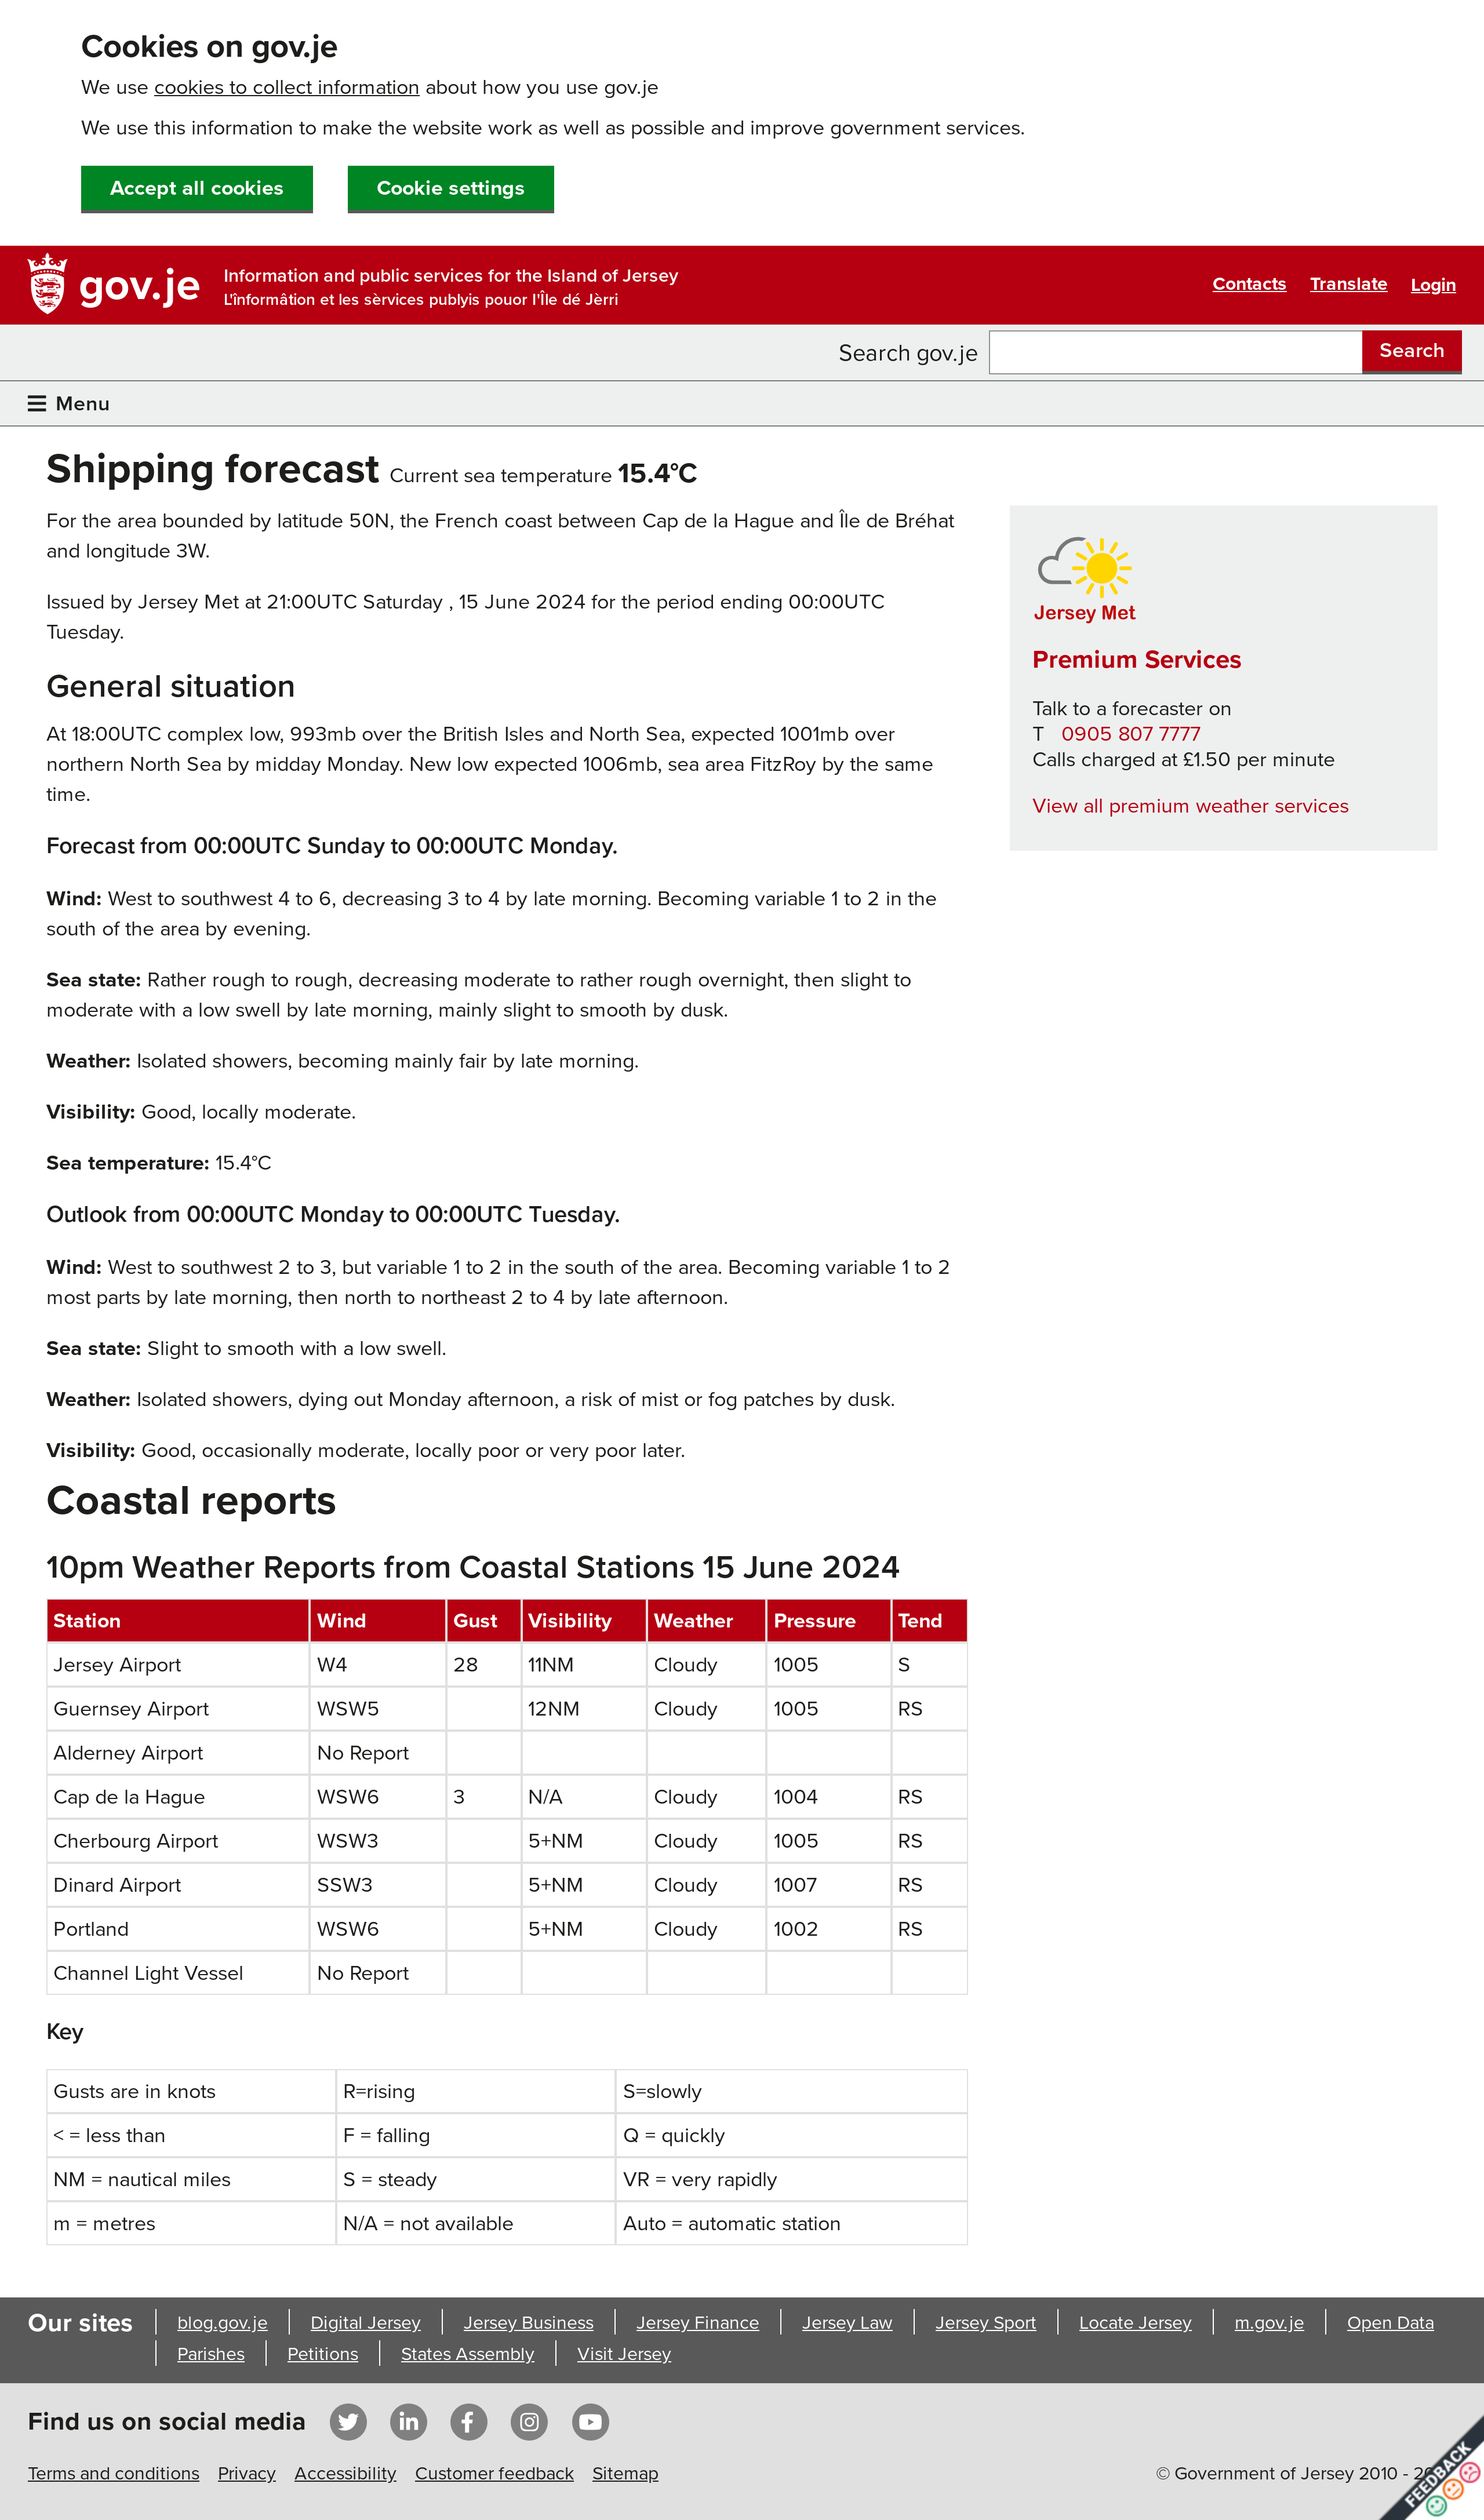 Cookies on gov.je
We use cookies to collect information about how you use gov.je
We use this information to make the website work as well as possible and improve government services.
Accept all cookies Cookie settings
gov.je
Information and public services for the Island of Jersey
L'înformâtion et les sèrvices publyis pouor I'Île dé Jèrri
Contacts Translate Login
Search gov.je Search
Menu
Shipping forecast Current sea temperature 15.4°C
For the area bounded by latitude 50N, the French coast between Cap de la Hague and Île de Bréhat
and longitude 3W.
Issued by Jersey Met at 21:00UTC Saturday , 15 June 2024 for the period ending 00:00UTC
Tuesday.
General situation
At 18:00UTC complex low, 993mb over the British Isles and North Sea, expected 1001mb over
northern North Sea by midday Monday. New low expected 1006mb, sea area FitzRoy by the same
time.
Forecast from 00:00UTC Sunday to 00:00UTC Monday.
Wind: West to southwest 4 to 6, decreasing 3 to 4 by late morning. Becoming variable 1 to 2 in the
south of the area by evening.
Sea state: Rather rough to rough, decreasing moderate to rather rough overnight, then slight to
moderate with a low swell by late morning, mainly slight to smooth by dusk.
Weather: Isolated showers, becoming mainly fair by late morning.
Visibility: Good, locally moderate.
Sea temperature: 15.4°C
Outlook from 00:00UTC Monday to 00:00UTC Tuesday.
Wind: West to southwest 2 to 3, but variable 1 to 2 in the south of the area. Becoming variable 1 to 2
most parts by late morning, then north to northeast 2 to 4 by late afternoon.
Sea state: Slight to smooth with a low swell.
Weather: Isolated showers, dying out Monday afternoon, a risk of mist or fog patches by dusk.
Visibility: Good, occasionally moderate, locally poor or very poor later.
Jersey Met
Premium Services
Talk to a forecaster on
T 0905 807 7777
Calls charged at £1.50 per minute
View all premium weather services
Coastal reports
10pm Weather Reports from Coastal Stations 15 June 2024
Station Wind Gust Visibility Weather Pressure Tend
Jersey Airport W4 28 11NM Cloudy 1005 S
Guernsey Airport WSW5 12NM Cloudy 1005 RS
Alderney Airport No Report
Cap de la Hague WSW6 3 N/A Cloudy 1004 RS
Cherbourg Airport WSW3 5+NM Cloudy 1005 RS
Dinard Airport SSW3 5+NM Cloudy 1007 RS
Portland WSW6 5+NM Cloudy 1002 RS
Channel Light Vessel No Report
Key
Gusts are in knots R=rising S=slowly
< = less than F = falling Q = quickly
NM = nautical miles S = steady VR = very rapidly
m = metres N/A = not available Auto = automatic station
Our sites blog.gov.je Digital Jersey Jersey Business Jersey Finance Jersey Law Jersey Sport Locate Jersey m.gov.je Open Data
Parishes Petitions States Assembly Visit Jersey
Find us on social media
Terms and conditions Privacy Accessibility Customer feedback Sitemap
© Government of Jersey 2010 -
FEEDBACK